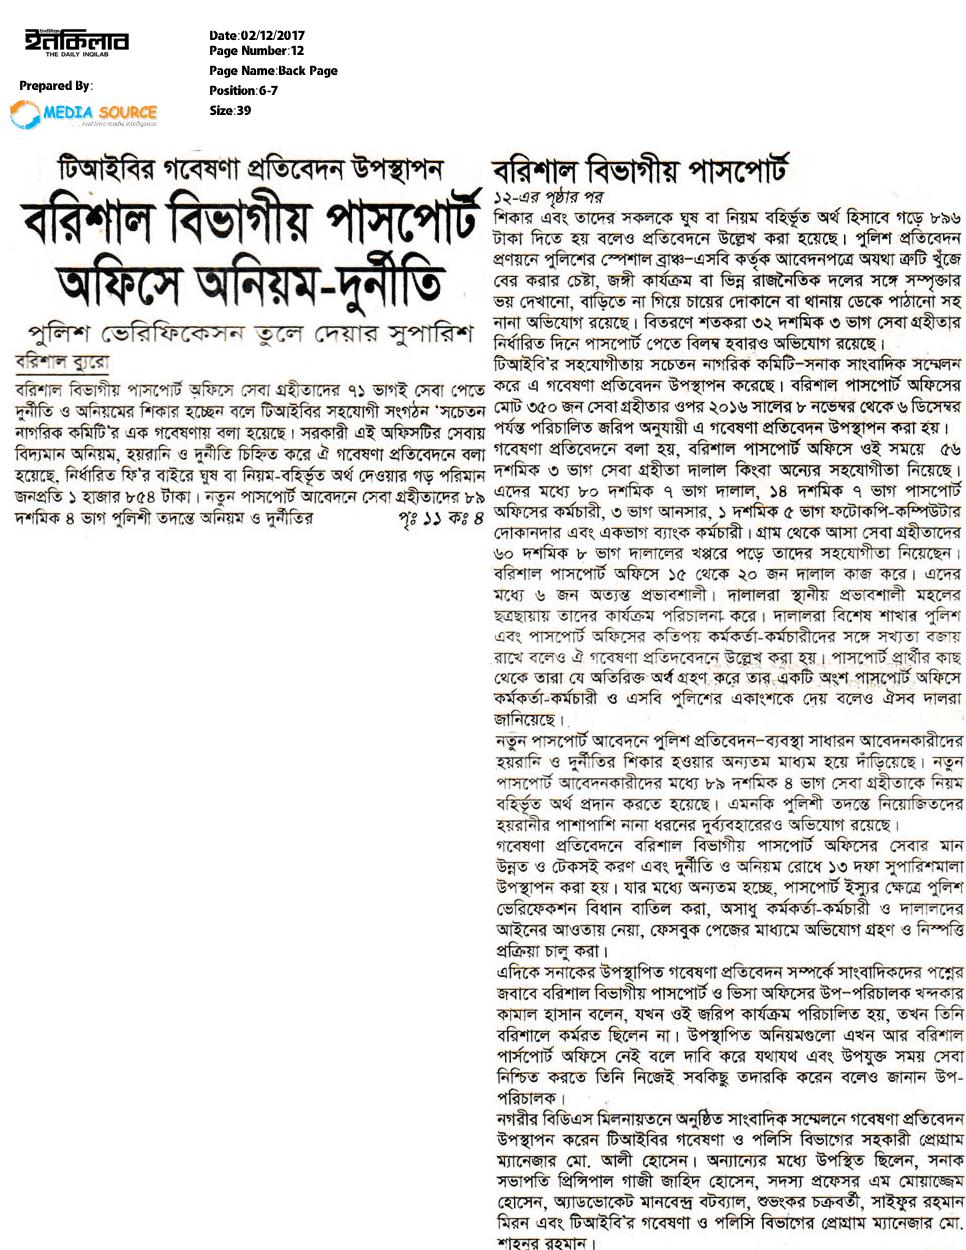 ইনকিলাব
THE DAILY INQILAB
Prepared By:
MEDIA SOURCE
real time media intelligence
Date:02/12/2017
Page Number:12
Page Name:Back Page
Position:6-7
Size:39
টিআইবির গবেষণা প্রতিবেদন উপস্থাপন
বরিশাল বিভাগীয় পাসপোর্ট
অফিসে অনিয়ম-দুর্নীতি
পুলিশ ভেরিফিকেসন তুলে দেয়ার সুপারিশ
বরিশাল ব্যুরো
বরিশাল বিভাগীয় পাসপোর্ট অফিসে সেবা গ্রহীতাদের ৭১ ভাগই সেবা পেতে
দুর্নীতি ও অনিয়মের শিকার হচ্ছেন বলে টিআইবির সহযোগী সংগঠন 'সচেতন
নাগরিক কমিটি'র এক গবেষণায় বলা হয়েছে। সরকারী এই অফিসটির সেবায়
বিদ্যমান অনিয়ম, হয়রানি ও দুর্নীতি চিহ্নিত করে ঐ গবেষণা প্রতিবেদনে বলা
হয়েছে, নির্ধারিত ফি'র বাইরে ঘুষ বা নিয়ম-বহির্ভূত অর্থ দেওয়ার গড় পরিমান
জনপ্রতি ১ হাজার ৮৫৪ টাকা। নতুন পাসপোর্ট আবেদনে সেবা গ্রহীতাদের ৮৯
দশমিক ৪ ভাগ পুলিশী তদন্তে অনিয়ম ও দুর্নীতির পৃঃ ১১ কঃ ৪
বরিশাল বিভাগীয় পাসপোর্ট
১২-এর পৃষ্ঠার পর
শিকার এবং তাদের সকলকে ঘুষ বা নিয়ম বহির্ভূত অর্থ হিসাবে গড়ে ৮৯৬
টাকা দিতে হয় বলেও প্রতিবেদনে উল্লেখ করা হয়েছে। পুলিশ প্রতিবেদন
প্রণয়নে পুলিশের স্পেশাল ব্রাঞ্চ-এসবি কর্তৃক আবেদনপত্রে অযথা ত্রুটি খুঁজে
বের করার চেষ্টা, জঙ্গী কার্যক্রম বা ভিন্ন রাজনৈতিক দলের সঙ্গে সম্পৃক্তার
ভয় দেখানো, বাড়িতে না গিয়ে চায়ের দোকানে বা থানায় ডেকে পাঠানো সহ
নানা অভিযোগ রয়েছে। বিতরণে শতকরা ৩২ দশমিক ৩ ভাগ সেবা গ্রহীতার
নির্ধারিত দিনে পাসপোর্ট পেতে বিলম্ব হবারও অভিযোগ রয়েছে।
টিআইবি'র সহযোগীতায় সচেতন নাগরিক কমিটি-সনাক সাংবাদিক সম্মেলন
করে এ গবেষণা প্রতিবেদন উপস্থাপন করেছে। বরিশাল পাসপোর্ট অফিসের
মোট ৩৫০ জন সেবা গ্রহীতার ওপর ২০১৬ সালের ৮ নভেম্বর থেকে ৬ ডিসেম্বর
পর্যন্ত পরিচালিত জরিপ অনুযায়ী এ গবেষণা প্রতিবেদন উপস্থাপন করা হয়।
গবেষণা প্রতিবেদনে বলা হয়, বরিশাল পাসপোর্ট অফিসে ওই সময়ে ৫৬
দশমিক ৩ ভাগ সেবা গ্রহীতা দালাল কিংবা অন্যের সহযোগীতা নিয়েছে।
এদের মধ্যে ৮০ দশমিক ৭ ভাগ দালাল, ১৪ দশমিক ৭ ভাগ পাসপোর্ট
অফিসের কর্মচারী, ৩ ভাগ আনসার, ১ দশমিক ৫ ভাগ ফটোকপি-কম্পিউটার
দোকানদার এবং একভাগ ব্যাংক কর্মচারী। গ্রাম থেকে আসা সেবা গ্রহীতাদের
৬০ দশমিক ৮ ভাগ দালালের খপ্পরে পড়ে তাদের সহযোগীতা নিয়েছেন।
বরিশাল পাসপোর্ট অফিসে ১৫ থেকে ২০ জন দালাল কাজ করে। এদের
মধ্যে ৬ জন অত্যন্ত প্রভাবশালী। দালালরা স্থানীয় প্রভাবশালী মহলের
ছত্রছায়ায় তাদের কার্যক্রম পরিচালনা করে। দালালরা বিশেষ শাখার পুলিশ
এবং পাসপোর্ট অফিসের কতিপয় কর্মকর্তা-কর্মচারীদের সঙ্গে সখ্যতা বজায়
রাখে বলেও ঐ গবেষণা প্রতিদবেদনে উল্লেখ করা হয়। পাসপোর্ট প্রার্থীর কাছ
থেকে তারা যে অতিরিক্ত অর্থ গ্রহণ করে তার একটি অংশ পাসপোর্ট অফিসে
কর্মকর্তা-কর্মচারী ও এসবি পুলিশের একাংশকে দেয় বলেও ঐসব দালরা
জানিয়েছে।
নতুন পাসপোর্ট আবেদনে পুলিশ প্রতিবেদন-ব্যবস্থা সাধারন আবেদনকারীদের
হয়রানি ও দুর্নীতির শিকার হওয়ার অন্যতম মাধ্যম হয়ে দাঁড়িয়েছে। নতুন
পাসপোর্ট আবেদনকারীদের মধ্যে ৮৯ দশমিক ৪ ভাগ সেবা গ্রহীতাকে নিয়ম
বহির্ভূত অর্থ প্রদান করতে হয়েছে। এমনকি পুলিশী তদন্তে নিয়োজিতদের
হয়রানীর পাশাপাশি নানা ধরনের দুর্ব্যবহারেরও অভিযোগ রয়েছে।
গবেষণা প্রতিবেদনে বরিশাল বিভাগীয় পাসপোর্ট অফিসের সেবার মান
উন্নত ও টেকসই করণ এবং দুর্নীতি ও অনিয়ম রোধে ১৩ দফা সুপারিশমালা
উপস্থাপন করা হয়। যার মধ্যে অন্যতম হচ্ছে, পাসপোর্ট ইস্যুর ক্ষেত্রে পুলিশ
ভেরিফেকশন বিধান বাতিল করা, অসাধু কর্মকর্তা-কর্মচারী ও দালালদের
আইনের আওতায় নেয়া, ফেসবুক পেজের মাধ্যমে অভিযোগ গ্রহণ ও নিস্পত্তি
প্রক্রিয়া চালু করা।
এদিকে সনাকের উপস্থাপিত গবেষণা প্রতিবেদন সম্পর্কে সাংবাদিকদের প্রশ্নের
জবাবে বরিশাল বিভাগীয় পাসপোর্ট ও ভিসা অফিসের উপ-পরিচালক খন্দকার
কামাল হাসান বলেন, যখন ওই জরিপ কার্যক্রম পরিচালিত হয়, তখন তিনি
বরিশালে কর্মরত ছিলেন না। উপস্থাপিত অনিয়মগুলো এখন আর বরিশাল
পার্সপোর্ট অফিসে নেই বলে দাবি করে যথাযথ এবং উপযুক্ত সময় সেবা
নিশ্চিত করতে তিনি নিজেই সবকিছু তদারকি করেন বলেও জানান উপ-
পরিচালক।
নগরীর বিডিএস মিলনায়তনে অনুষ্ঠিত সাংবাদিক সম্মেলনে গবেষণা প্রতিবেদন
উপস্থাপন করেন টিআইবির গবেষণা ও পলিসি বিভাগের সহকারী প্রোগ্রাম
ম্যানেজার মো. আলী হোসেন। অন্যান্যের মধ্যে উপস্থিত ছিলেন, সনাক
সভাপতি প্রিন্সিপাল গাজী জাহিদ হোসেন, সদস্য প্রফেসর এম মোয়াজ্জেম
হোসেন, অ্যাডভোকেট মানবেন্দ্র বটব্যাল, শুভংকর চক্রবর্তী, সাইফুর রহমান
মিরন এবং টিআইবি'র গবেষণা ও পলিসি বিভাগের প্রোগ্রাম ম্যানেজার মো.
শাহনুর রহমান।